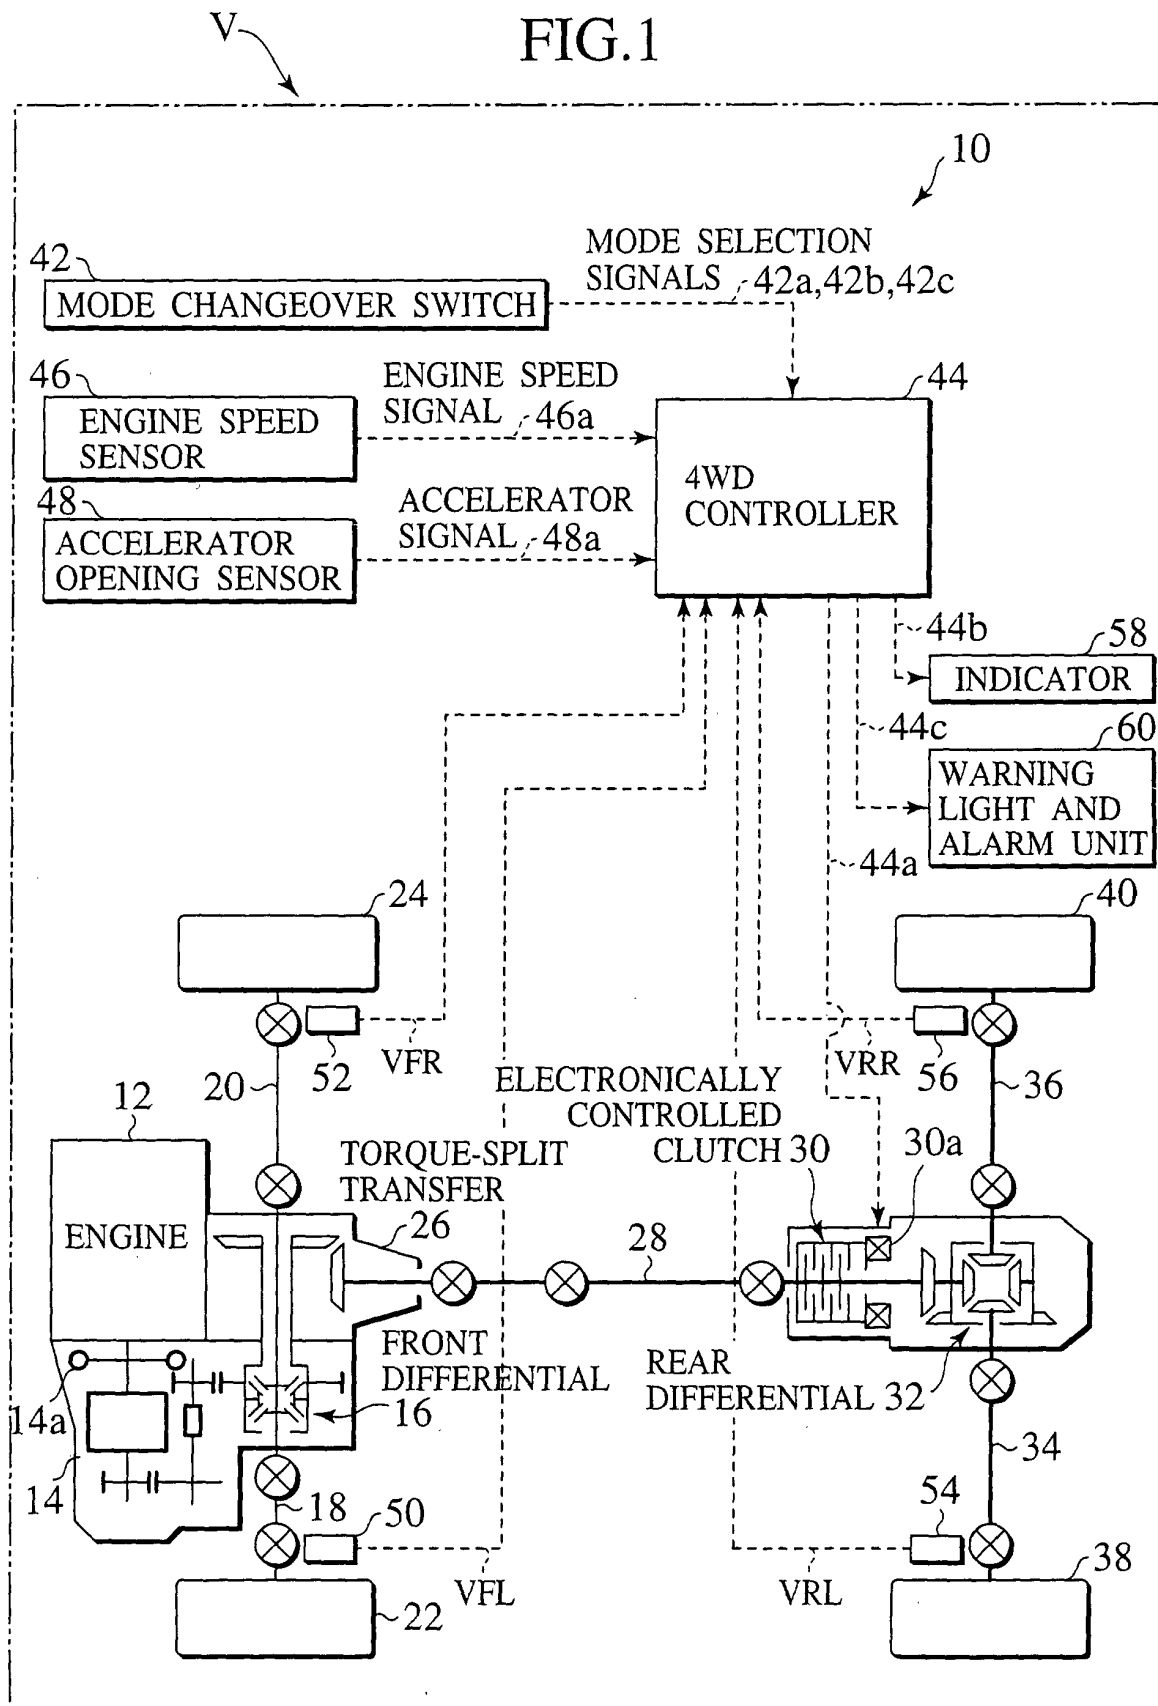 FIG.1
V
10
MODE SELECTION
SIGNALS
42a,42b,42c
42
MODE CHANGEOVER SWITCH
46
ENGINE SPEED
SENSOR
ENGINE SPEED
SIGNAL
46a
44
4WD
CONTROLLER
48
ACCELERATOR
OPENING SENSOR
ACCELERATOR
SIGNAL
48a
44b
58
INDICATOR
44c
60
WARNING
LIGHT AND
ALARM UNIT
44a
24
40
52
VFR
VRR
56
20
36
12
ENGINE
ELECTRONICALLY
CONTROLLED
CLUTCH 30
30a
TORQUE-SPLIT
TRANSFER
26
28
FRONT
DIFFERENTIAL
16
REAR
DIFFERENTIAL 32
14a
14
34
18
50
54
VFL
VRL
22
38